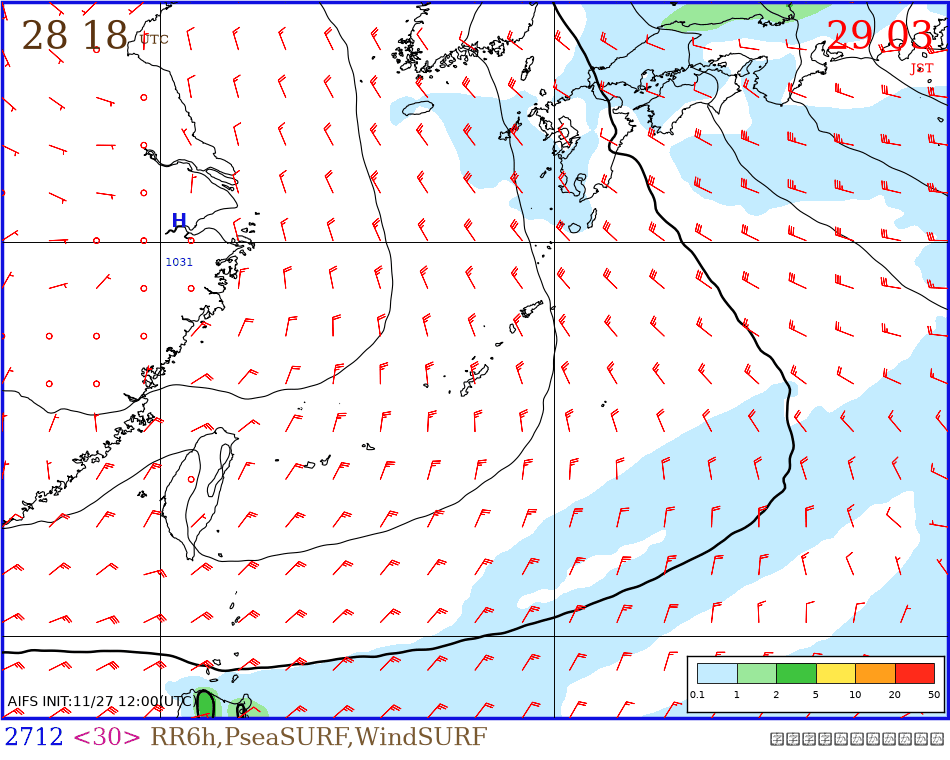 28 18 UTC 29 03
JST
H
1031
0.1 1 2 5 10 20 50
AIFS INIT:11/27 12:00(UTC)
2712 <30> RR6h,PseaSURF,WindSURF